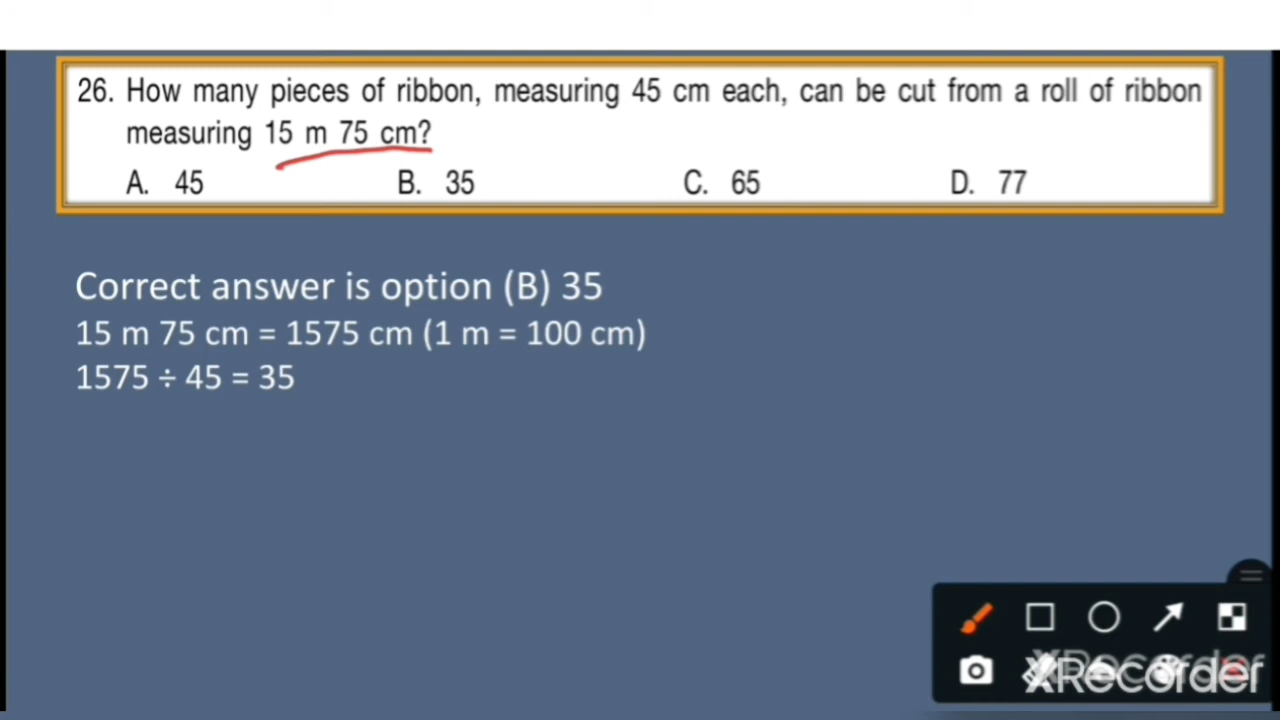 26. How many pieces of ribbon, measuring 45 cm each, can be cut from a roll of ribbon
measuring 15 m 75 cm?
A. 45 B. 35 C. 65 D. 77
Correct answer is option (B) 35
15 m 75 cm = 1575 cm (1 m = 100 cm)
1575 ÷ 45 = 35
XRecorder